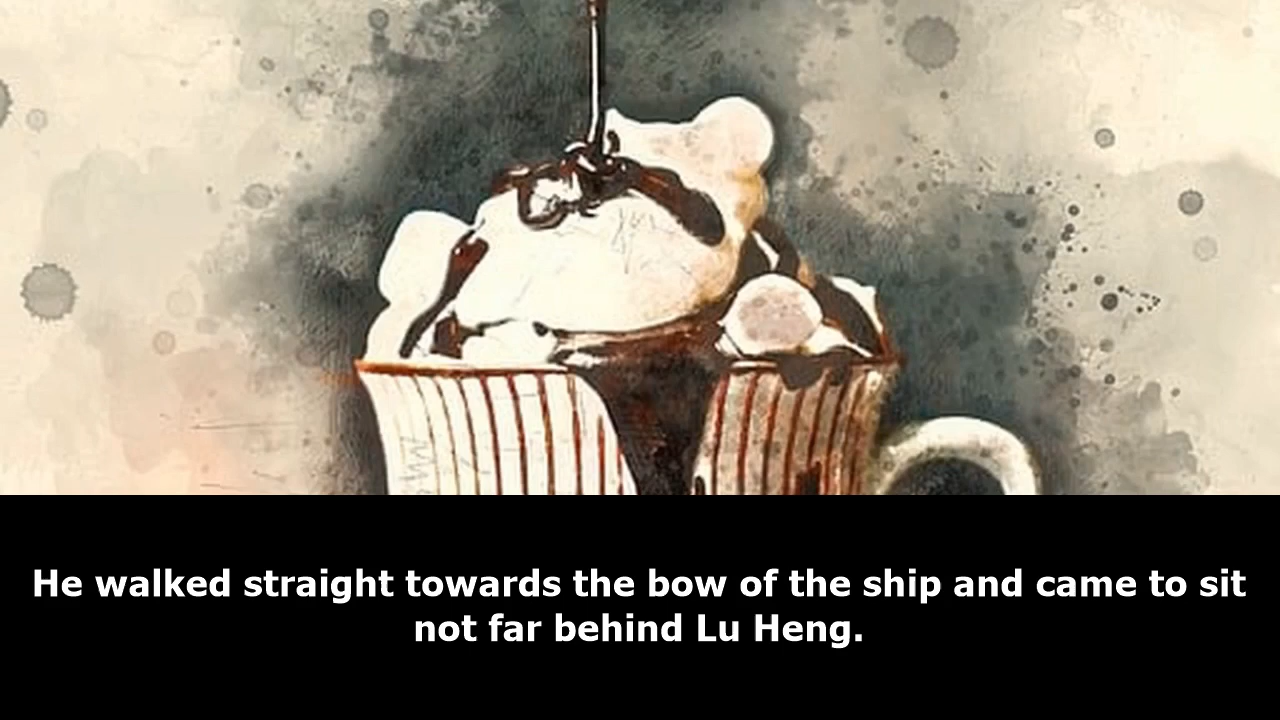 He walked straight towards the bow of the ship and came to sit
not far behind Lu Heng.